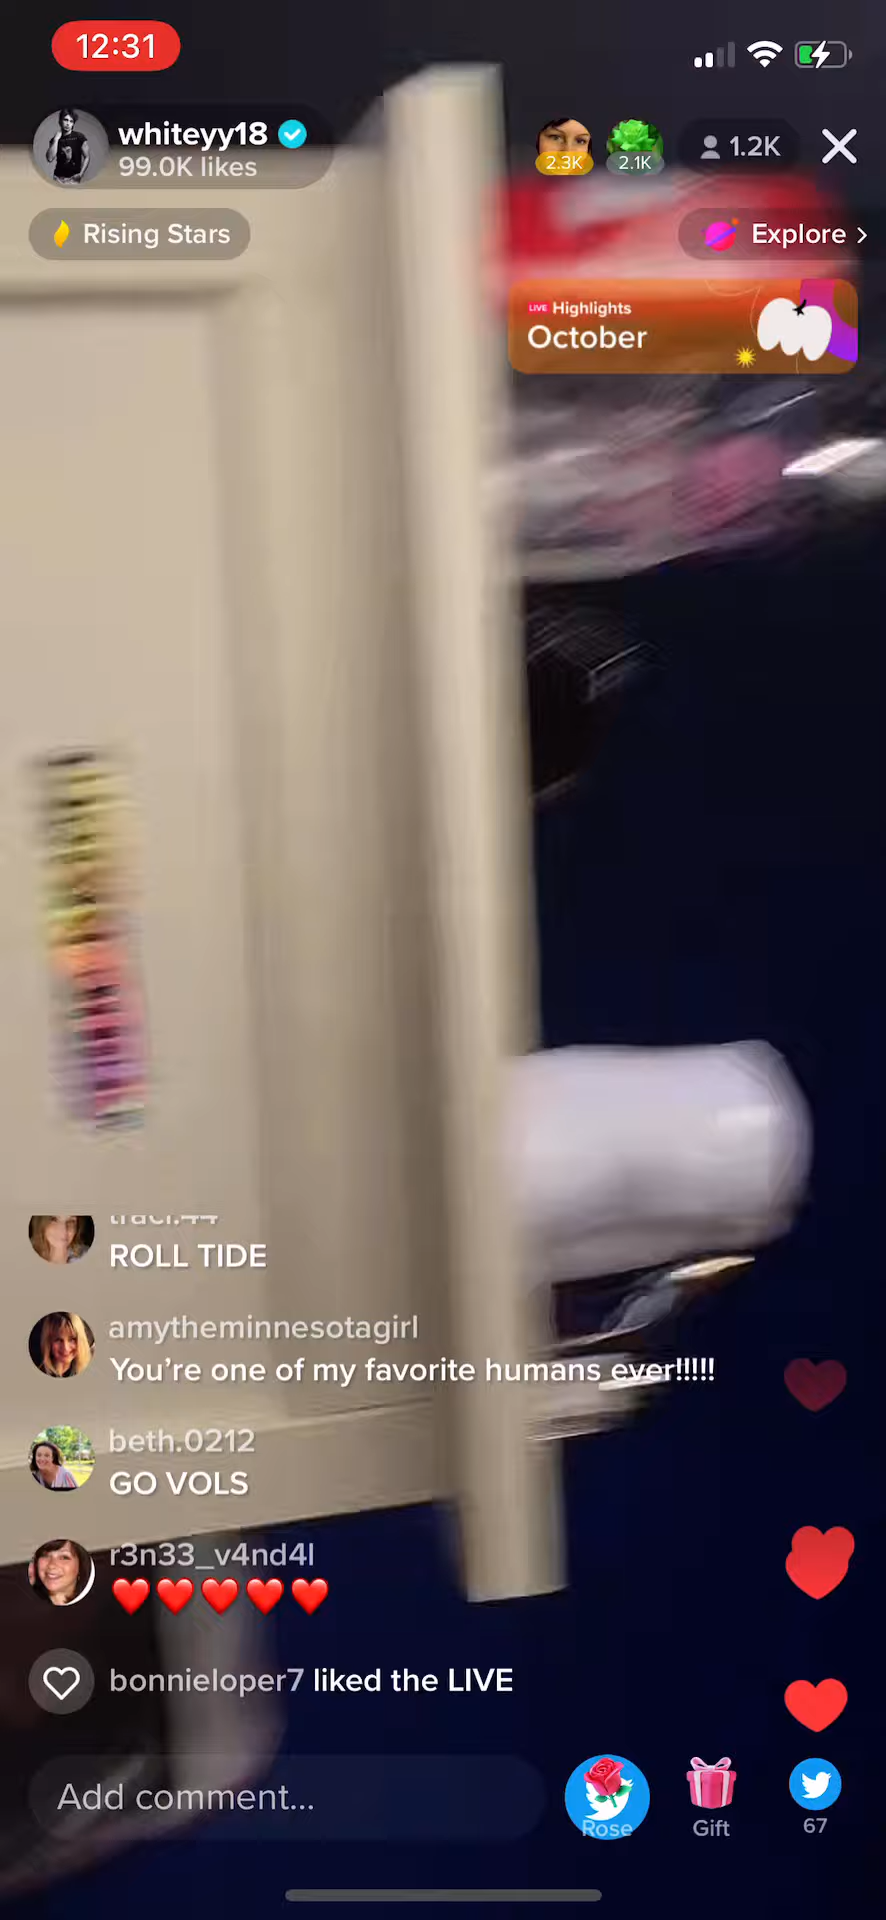 12:31
whiteyy18
99.0K likes
2.3K
2.1K
1.2K
Rising Stars
Explore >
LIVE Highlights
October
traci.44
ROLL TIDE
amytheminnesotagirl
You're one of my favorite humans ever!!!!!
beth.0212
GO VOLS
r3n33_v4nd4l
❤️❤️❤️❤️❤️
bonnieloper7 liked the LIVE
Add comment...
Rose
Gift
67